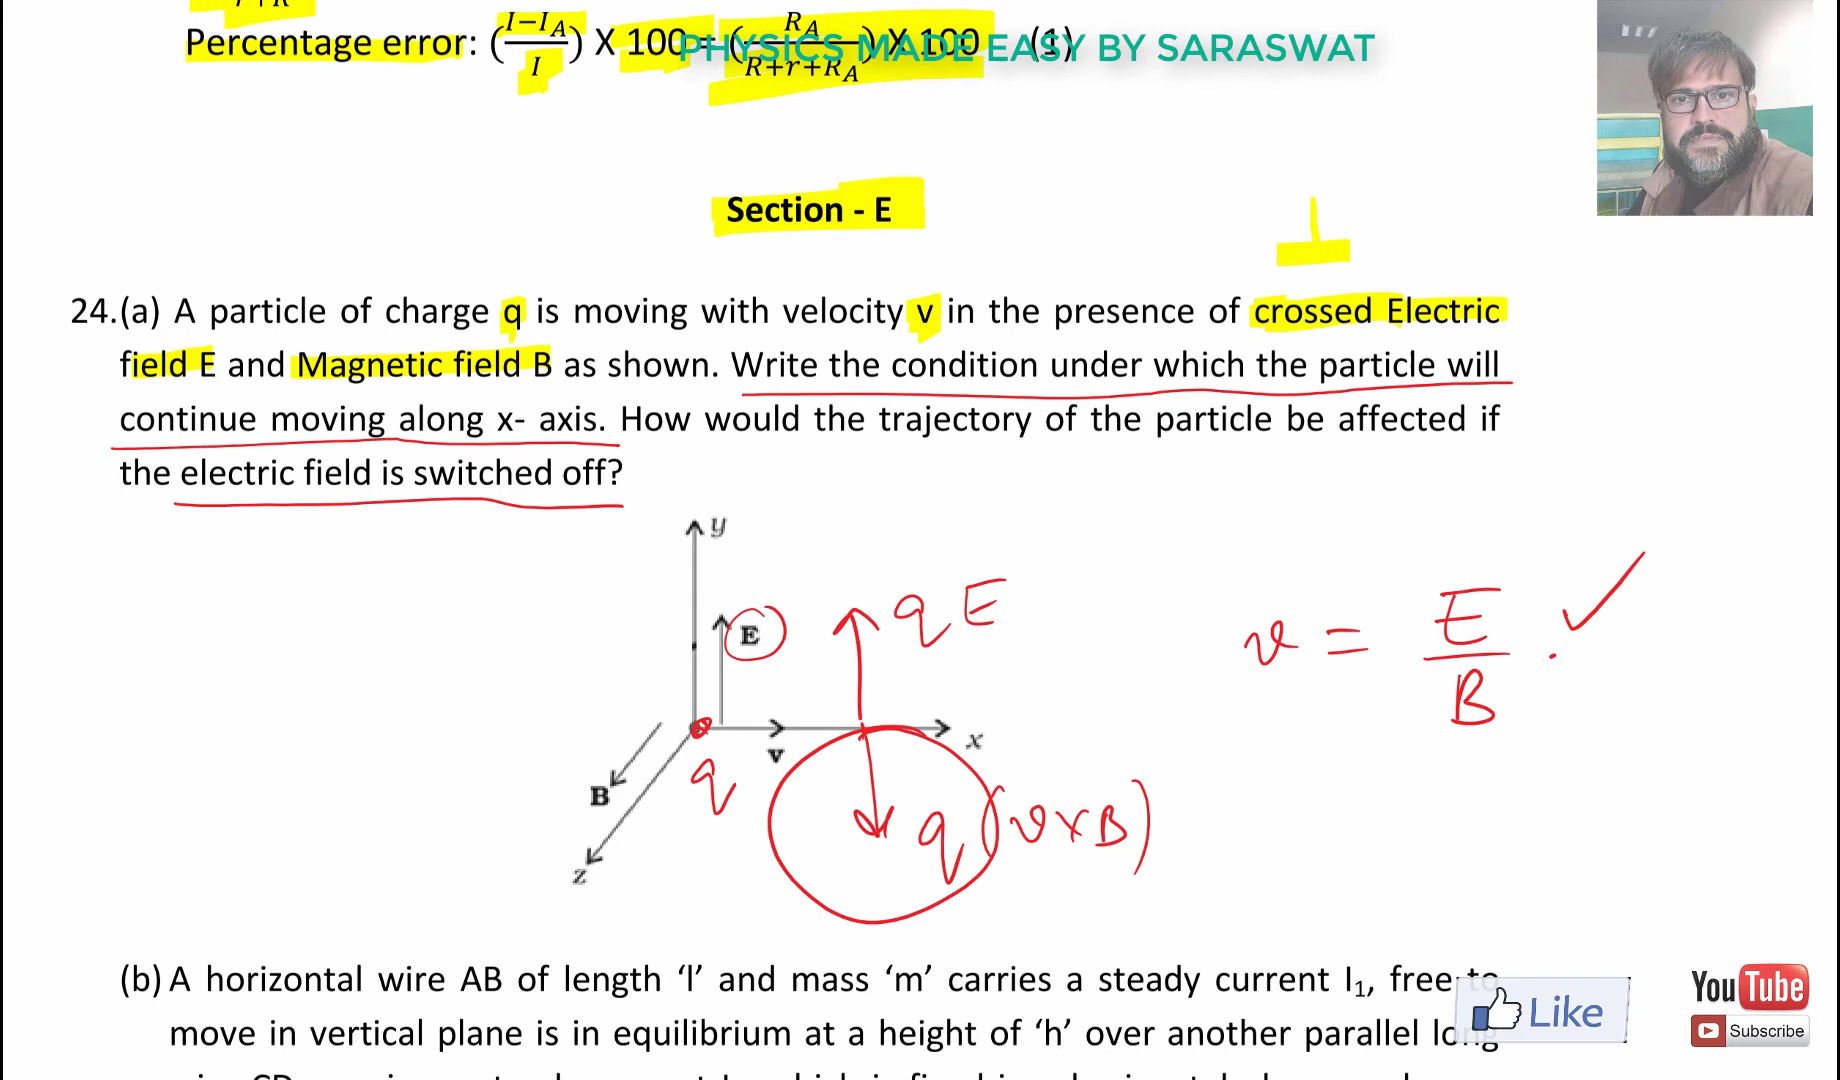 Percentage error: (I−I_A / I) X 100 = (R_A / R+r+R_A) X 100 (1)
PHYSICS MADE EASY BY SARASWAT
Section - E
24.(a) A particle of charge q is moving with velocity v in the presence of crossed Electric
field E and Magnetic field B as shown. Write the condition under which the particle will
continue moving along x- axis. How would the trajectory of the particle be affected if
the electric field is switched off?
y
E
qE
v = E / B .
x
v
B
q
q(v×B)
z
(b) A horizontal wire AB of length ‘l’ and mass ‘m’ carries a steady current I₁, free to
move in vertical plane is in equilibrium at a height of ‘h’ over another parallel long
Like
YouTube
Subscribe